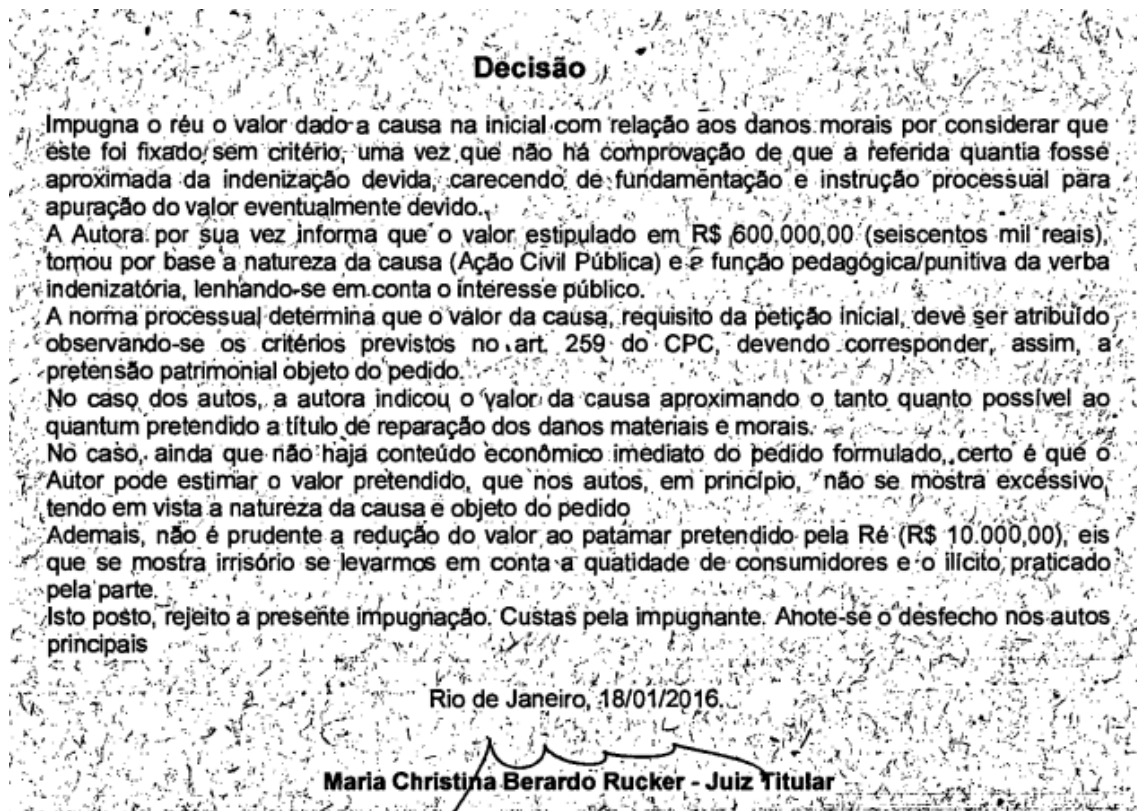 Decisão
Impugna o réu o valor dado a causa na inicial com relação aos danos morais por considerar que
este foi fixado sem critério, uma vez que não há comprovação de que a referida quantia fosse
aproximada da indenização devida, carecendo de fundamentação e instrução processual para
apuração do valor eventualmente devido.
A Autora por sua vez informa que o valor estipulado em R$ 600.000,00 (seiscentos mil reais),
tomou por base a natureza da causa (Ação Civil Pública) e a função pedagógica/punitiva da verba
indenizatória, lenhando-se em conta o interesse público.
A norma processual determina que o valor da causa, requisito da petição inicial, deve ser atribuído
observando-se os critérios previstos no art. 259 do CPC, devendo corresponder, assim, a
pretensão patrimonial objeto do pedido.
No caso dos autos, a autora indicou o valor da causa aproximando o tanto quanto possível ao
quantum pretendido a título de reparação dos danos materiais e morais.
No caso, ainda que não haja conteúdo econômico imediato do pedido formulado, certo é que o
Autor pode estimar o valor pretendido, que nos autos, em princípio, não se mostra excessivo,
tendo em vista a natureza da causa e objeto do pedido
Ademais, não é prudente a redução do valor ao patamar pretendido pela Ré (R$ 10.000,00), eis
que se mostra irrisório se levarmos em conta a quatidade de consumidores e o ilícito praticado
pela parte.
Isto posto, rejeito a presente impugnação. Custas pela impugnante. Anote-se o desfecho nos autos
principais
Rio de Janeiro, 18/01/2016.
Maria Christina Berardo Rucker - Juiz Titular